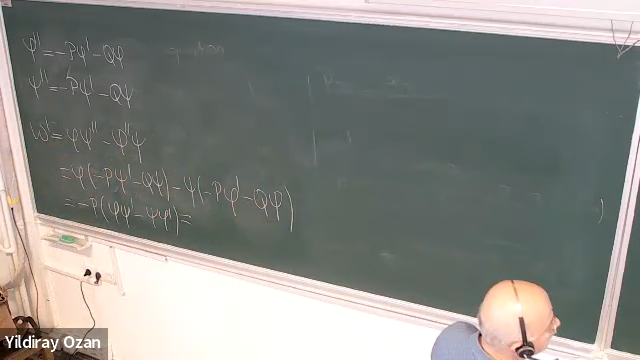 φ'' = -Pφ' - Qφ
ψ'' = -Pψ' - Qψ
W' = φψ'' - φ''ψ
= φ(-Pψ' - Qψ) - ψ(-Pφ' - Qφ)
= -P(φψ' - ψφ') =
Yildiray Ozan